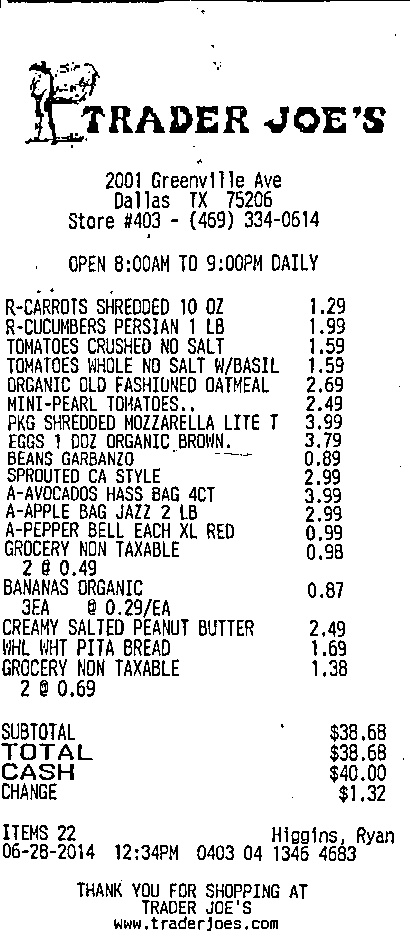 TRADER JOE'S
2001 Greenville Ave
Dallas TX 75206
Store #403 - (469) 334-0614
OPEN 8:00AM TO 9:00PM DAILY
R-CARROTS SHREDDED 10 OZ 1.29
R-CUCUMBERS PERSIAN 1 LB 1.99
TOMATOES CRUSHED NO SALT 1.59
TOMATOES WHOLE NO SALT W/BASIL 1.59
ORGANIC OLD FASHIONED OATMEAL 2.69
MINI-PEARL TOMATOES.. 2.49
PKG SHREDDED MOZZARELLA LITE T 3.99
EGGS 1 DOZ ORGANIC BROWN. 3.79
BEANS GARBANZO 0.89
SPROUTED CA STYLE 2.99
A-AVOCADOS HASS BAG 4CT 3.99
A-APPLE BAG JAZZ 2 LB 2.99
A-PEPPER BELL EACH XL RED 0.99
GROCERY NON TAXABLE 0.98
2 @ 0.49
BANANAS ORGANIC 0.87
3EA @ 0.29/EA
CREAMY SALTED PEANUT BUTTER 2.49
WHL WHT PITA BREAD 1.69
GROCERY NON TAXABLE 1.38
2 @ 0.69
SUBTOTAL $38.68
TOTAL $38.68
CASH $40.00
CHANGE $1.32
ITEMS 22 Higgins, Ryan
06-28-2014 12:34PM 0403 04 1346 4683
THANK YOU FOR SHOPPING AT
TRADER JOE'S
www.traderjoes.com